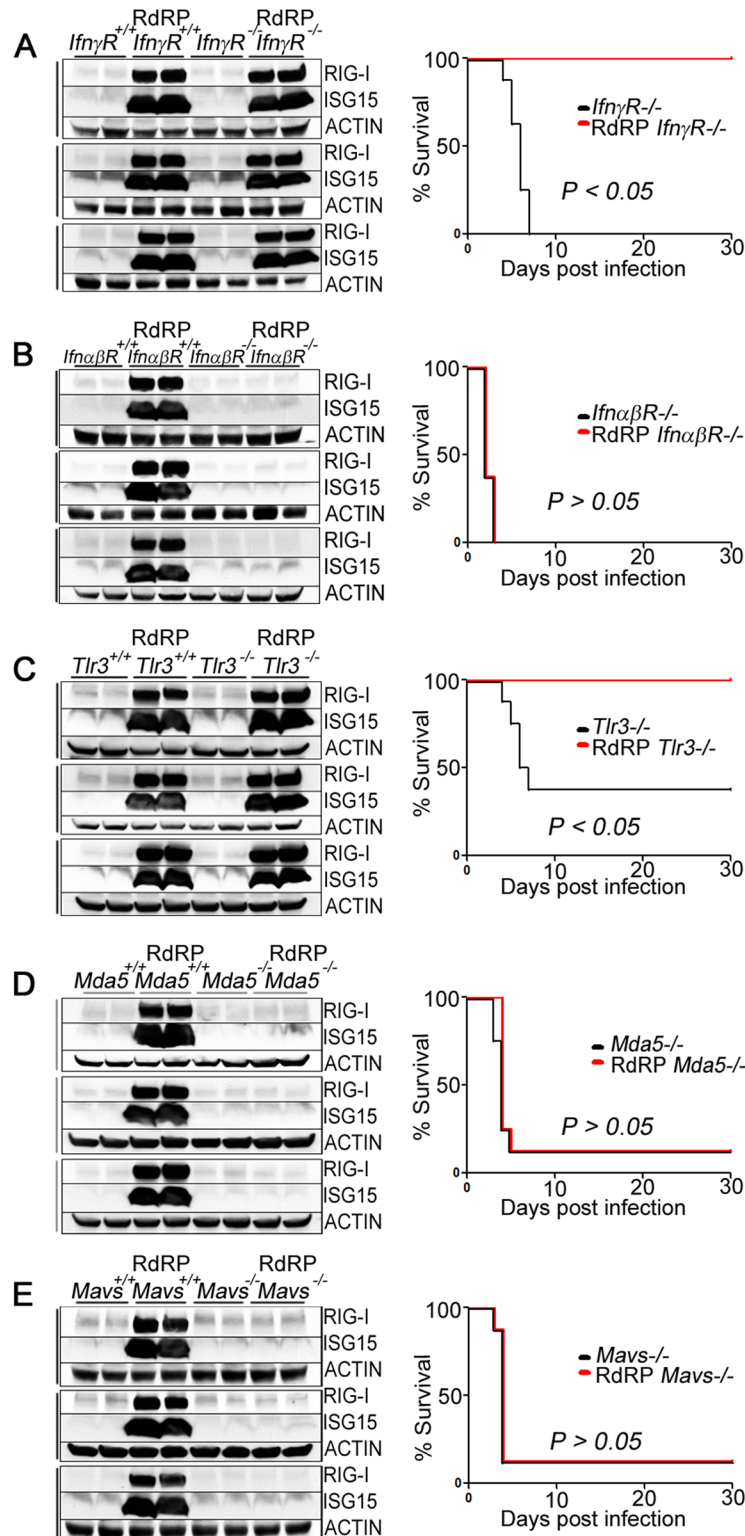 A
RdRP RdRP
IfnγR+/+ IfnγR+/+ IfnγR-/- IfnγR-/-
RIG-I
ISG15
ACTIN
RIG-I
ISG15
ACTIN
RIG-I
ISG15
ACTIN
% Survival
100
50
0
IfnγR-/-
RdRP IfnγR-/-
P < 0.05
0 10 20 30
Days post infection
B
RdRP RdRP
IfnαβR+/+ IfnαβR+/+ IfnαβR-/- IfnαβR-/-
RIG-I
ISG15
ACTIN
RIG-I
ISG15
ACTIN
RIG-I
ISG15
ACTIN
% Survival
100
50
0
IfnαβR-/-
RdRP IfnαβR-/-
P > 0.05
0 10 20 30
Days post infection
C
RdRP RdRP
Tlr3+/+ Tlr3+/+ Tlr3-/- Tlr3-/-
RIG-I
ISG15
ACTIN
RIG-I
ISG15
ACTIN
RIG-I
ISG15
ACTIN
% Survival
100
50
0
Tlr3-/-
RdRP Tlr3-/-
P < 0.05
0 10 20 30
Days post infection
D
RdRP RdRP
Mda5+/+ Mda5+/+ Mda5-/- Mda5-/-
RIG-I
ISG15
ACTIN
RIG-I
ISG15
ACTIN
RIG-I
ISG15
ACTIN
% Survival
100
50
0
Mda5-/-
RdRP Mda5-/-
P > 0.05
0 10 20 30
Days post infection
E
RdRP RdRP
Mavs+/+ Mavs+/+ Mavs-/- Mavs-/-
RIG-I
ISG15
ACTIN
RIG-I
ISG15
ACTIN
RIG-I
ISG15
ACTIN
% Survival
100
50
0
Mavs-/-
RdRP Mavs-/-
P > 0.05
0 10 20 30
Days post infection